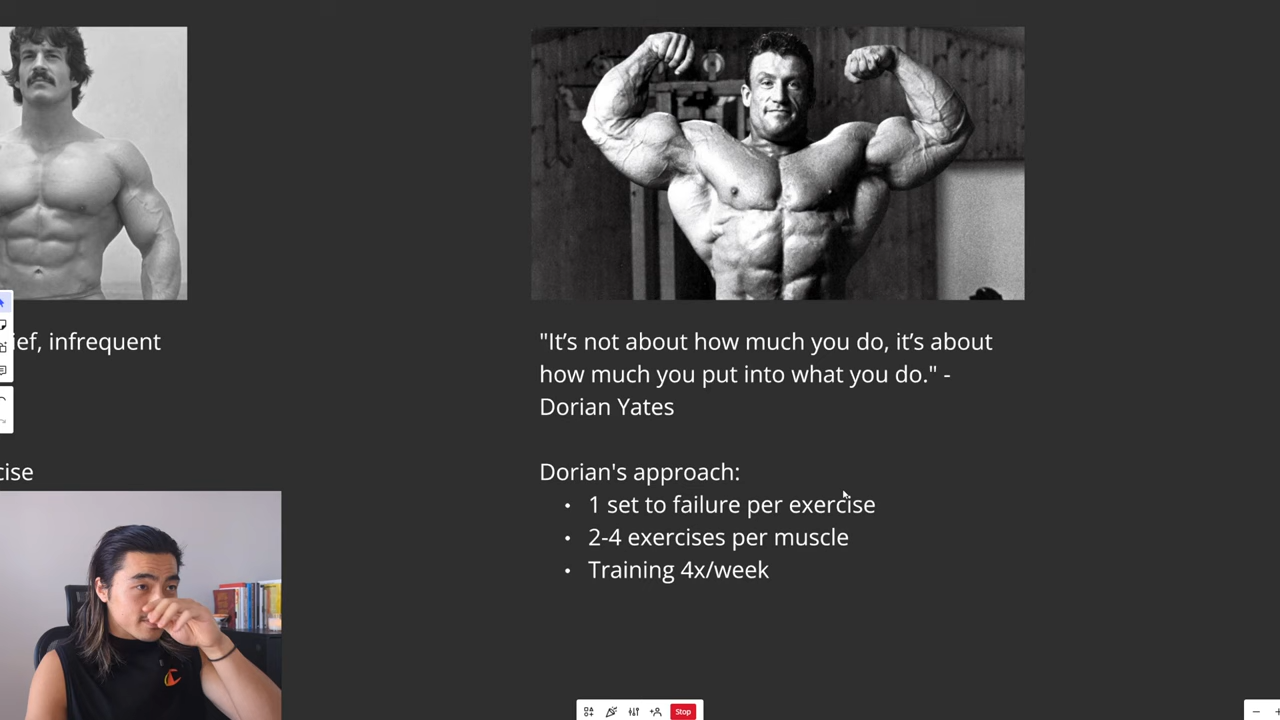 ief, infrequent
cise
"It’s not about how much you do, it’s about
how much you put into what you do." -
Dorian Yates
Dorian's approach:
• 1 set to failure per exercise
• 2-4 exercises per muscle
• Training 4x/week
Stop